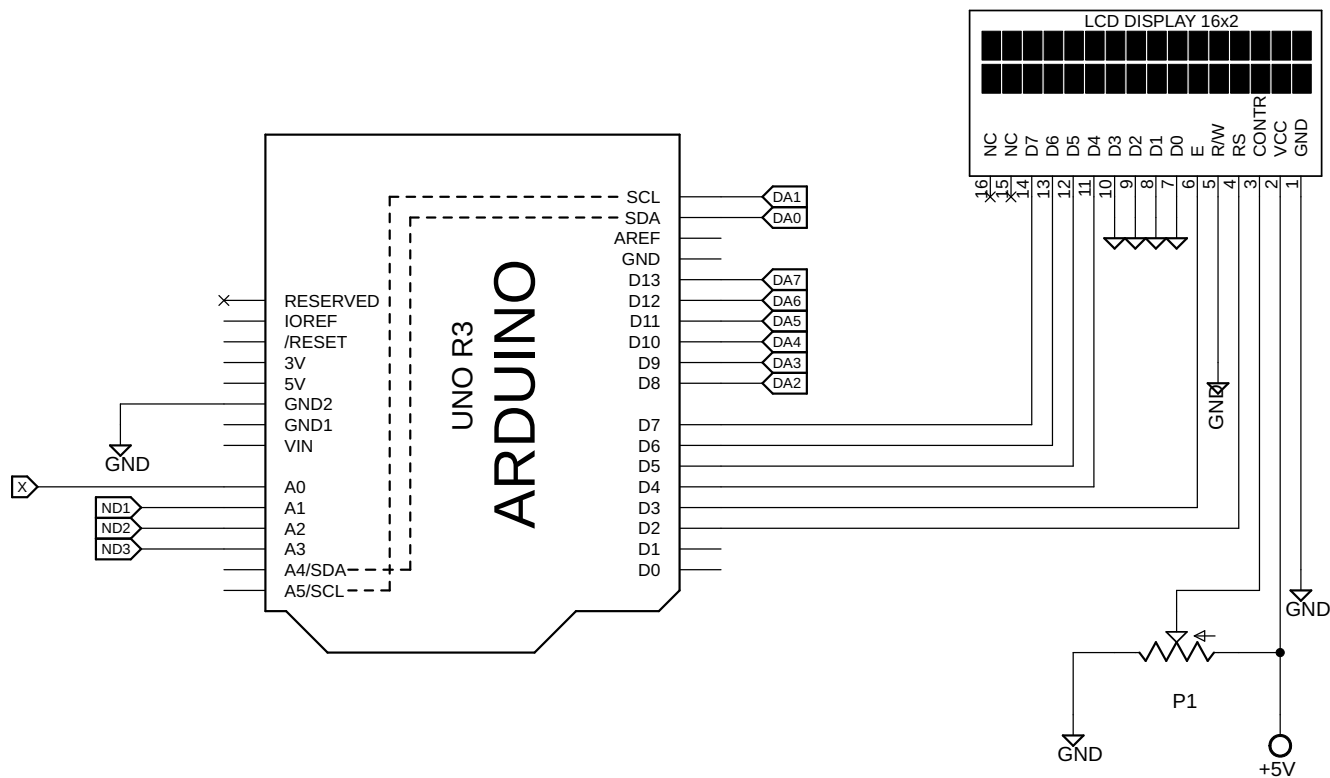 LCD DISPLAY 16x2
NC
NC
D7
D6
D5
D4
D3
D2
D1
D0
E
R/W
RS
CONTR
VCC
GND
16
15
14
13
12
11
10
9
8
7
6
5
4
3
2
1
SCL
DA1
SDA
DA0
AREF
GND
D13
DA7
RESERVED
D12
DA6
IOREF
D11
DA5
/RESET
D10
DA4
3V
D9
DA3
5V
D8
DA2
GND2
GND1
D7
VIN
D6
GND
D5
X
A0
D4
ND1
A1
D3
ND2
A2
D2
ND3
A3
D1
A4/SDA
D0
A5/SCL
UNO R3
ARDUINO
GND
GND
P1
GND
+5V